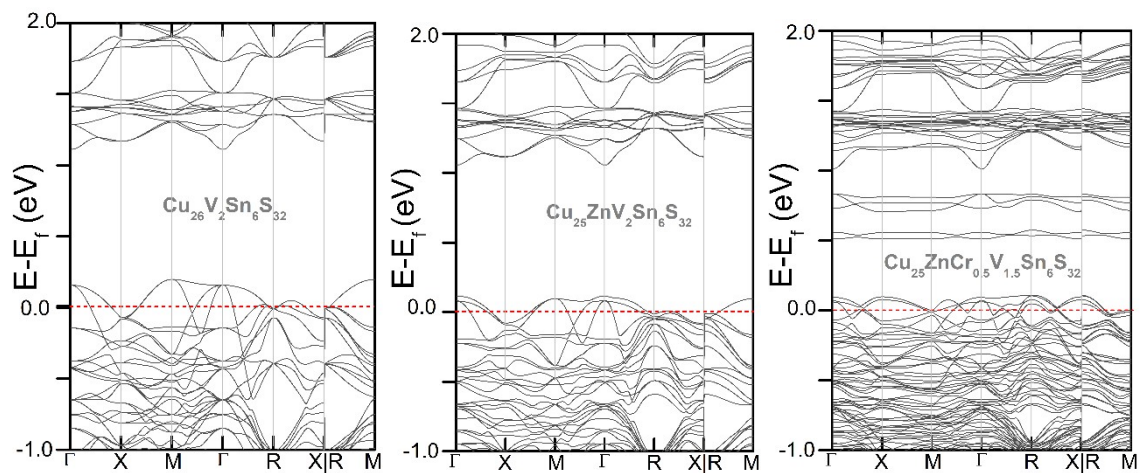 2.0
E-E_f (eV)
Cu₂₆V₂Sn₆S₃₂
0.0
-1.0
Γ X M Γ R X|R M
2.0
E-E_f (eV)
Cu₂₅ZnV₂Sn₆S₃₂
0.0
-1.0
Γ X M Γ R X|R M
2.0
E-E_f (eV)
Cu₂₅ZnCr₀.₅V₁.₅Sn₆S₃₂
0.0
-1.0
Γ X M Γ R X|R M